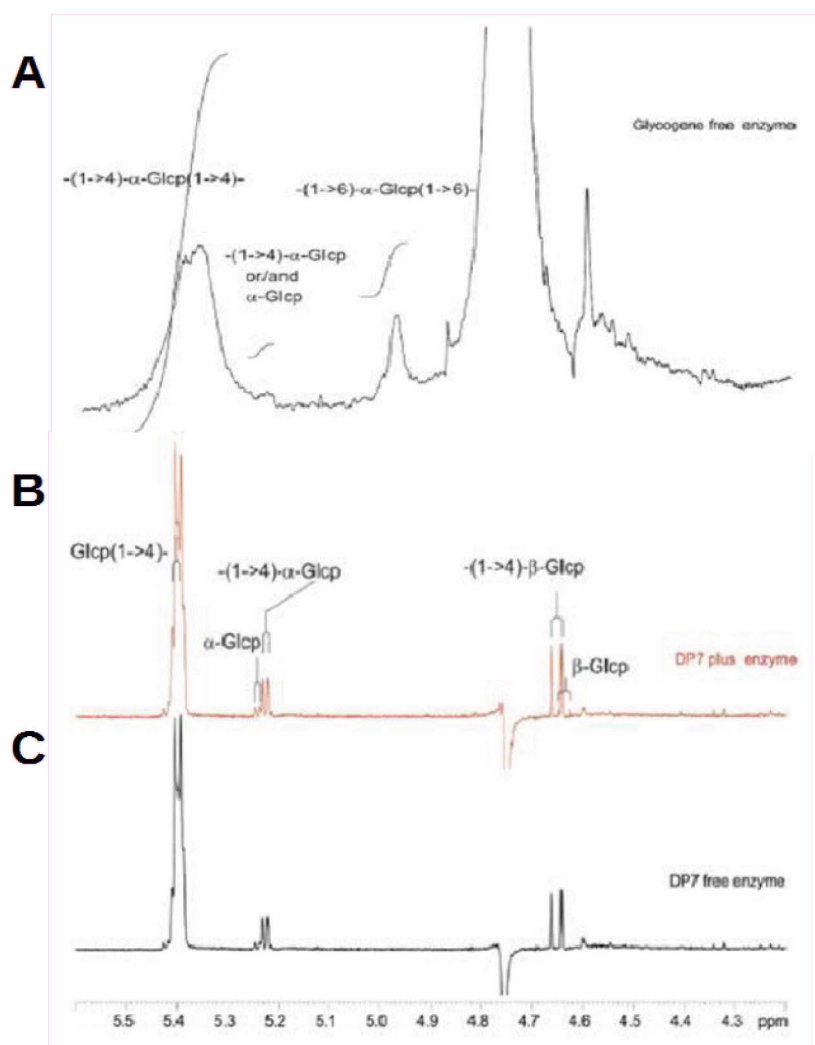 A
Glycogene free enzyme
-(1->4)-α-Glcp(1->4)-
-(1->6)-α-Glcp(1->6)-
-(1->4)-α-Glcp
or/and
α-Glcp
B
Glcp(1->4)-
-(1->4)-α-Glcp
-(1->4)-β-Glcp
α-Glcp
β-Glcp
DP7 plus enzyme
C
DP7 free enzyme
5.5 5.4 5.3 5.2 5.1 5.0 4.9 4.8 4.7 4.6 4.5 4.4 4.3 ppm